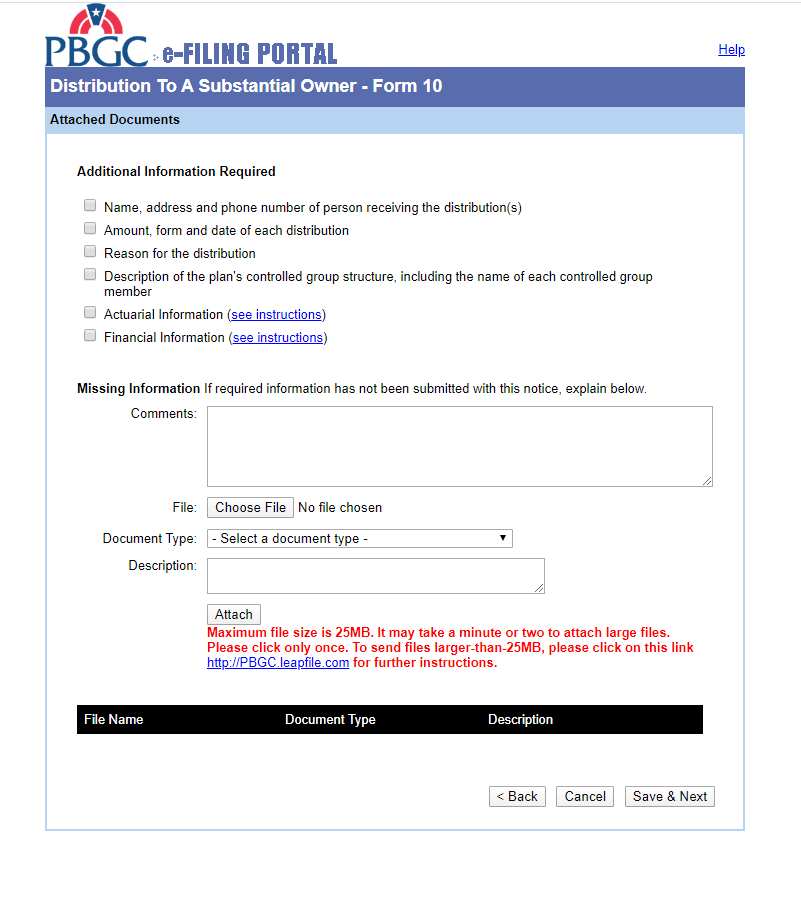 PBGC e-FILING PORTAL
Help
Distribution To A Substantial Owner - Form 10
Attached Documents
Additional Information Required
Name, address and phone number of person receiving the distribution(s)
Amount, form and date of each distribution
Reason for the distribution
Description of the plan's controlled group structure, including the name of each controlled group
member
Actuarial Information (see instructions)
Financial Information (see instructions)
Missing Information If required information has not been submitted with this notice, explain below.
Comments:
File: Choose File No file chosen
Document Type: - Select a document type -
Description:
Attach
Maximum file size is 25MB. It may take a minute or two to attach large files.
Please click only once. To send files larger-than-25MB, please click on this link
http://PBGC.leapfile.com for further instructions.
File Name Document Type Description
< Back Cancel Save & Next